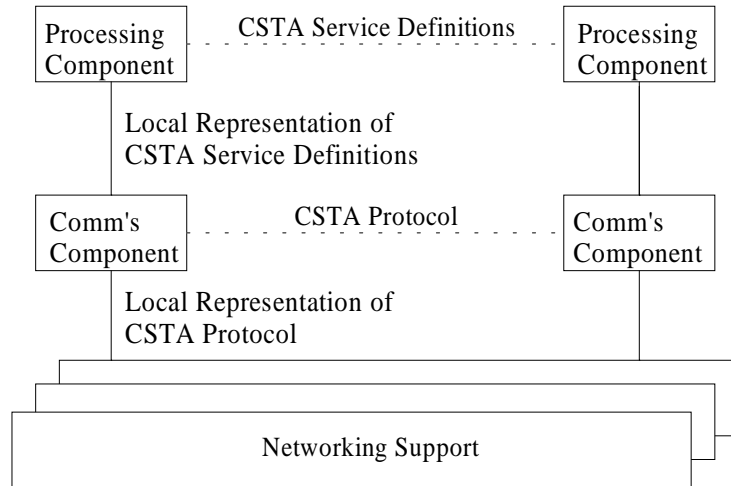 Processing
Component
CSTA Service Definitions
Processing
Component
Local Representation of
CSTA Service Definitions
Comm's
Component
CSTA Protocol
Comm's
Component
Local Representation of
CSTA Protocol
Networking Support